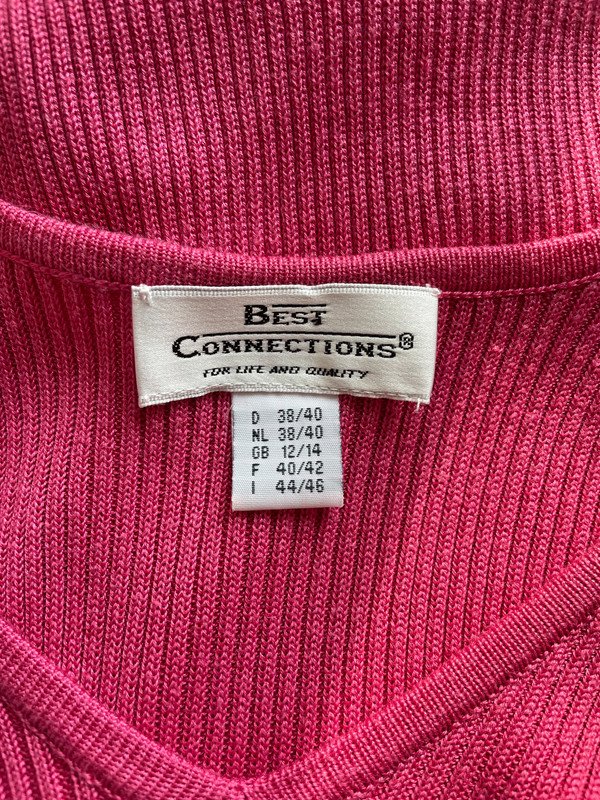 BEST
CONNECTIONS®
FOR LIFE AND QUALITY
D 38/40
NL 38/40
GB 12/14
F 40/42
I 44/46